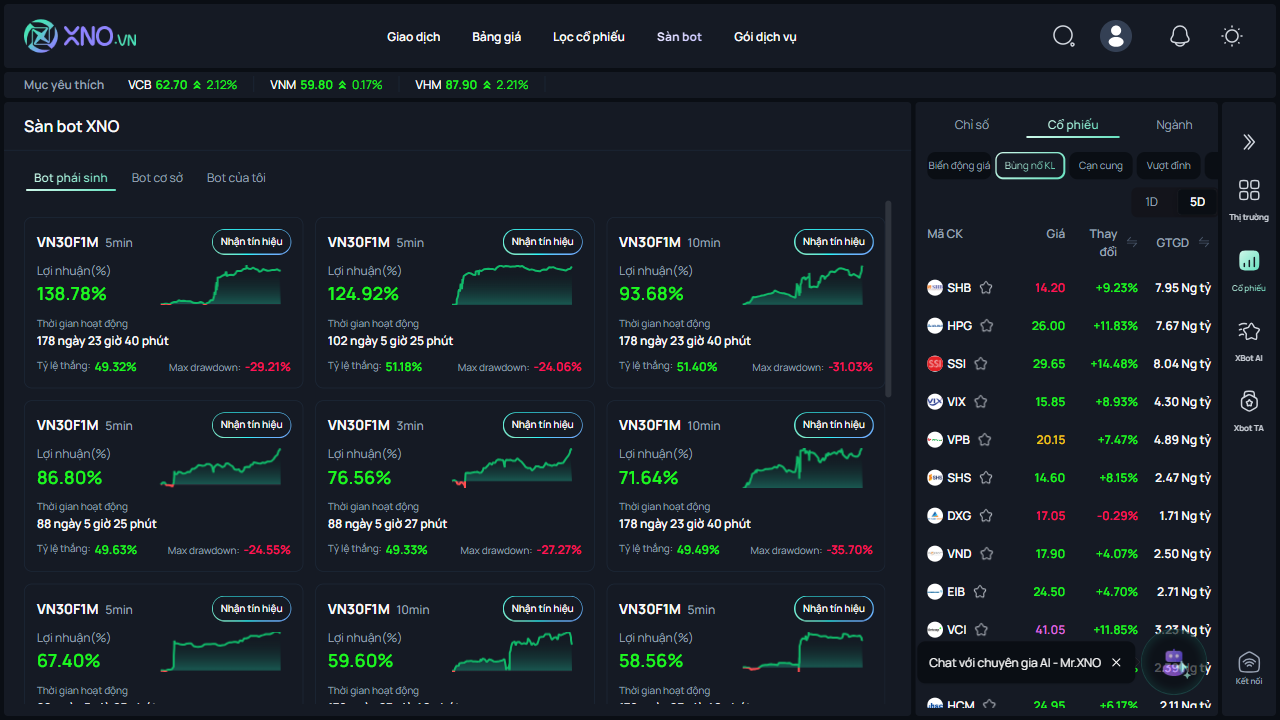 XNO.VN
Giao dịch Bảng giá Lọc cổ phiếu Sàn bot Gói dịch vụ
Mục yêu thích VCB 62.70 2.12% VNM 59.80 0.17% VHM 87.90 2.21%
Sàn bot XNO
Bot phái sinh Bot cơ sở Bot của tôi
VN30F1M 5min Nhận tín hiệu
Lợi nhuận(%)
138.78%
Thời gian hoạt động
178 ngày 23 giờ 40 phút
Tỷ lệ thắng: 49.32% Max drawdown: -29.21%
VN30F1M 5min Nhận tín hiệu
Lợi nhuận(%)
124.92%
Thời gian hoạt động
102 ngày 5 giờ 25 phút
Tỷ lệ thắng: 51.18% Max drawdown: -24.06%
VN30F1M 10min Nhận tín hiệu
Lợi nhuận(%)
93.68%
Thời gian hoạt động
178 ngày 23 giờ 40 phút
Tỷ lệ thắng: 51.40% Max drawdown: -31.03%
VN30F1M 5min Nhận tín hiệu
Lợi nhuận(%)
86.80%
Thời gian hoạt động
88 ngày 5 giờ 25 phút
Tỷ lệ thắng: 49.63% Max drawdown: -24.55%
VN30F1M 3min Nhận tín hiệu
Lợi nhuận(%)
76.56%
Thời gian hoạt động
88 ngày 5 giờ 27 phút
Tỷ lệ thắng: 49.33% Max drawdown: -27.27%
VN30F1M 10min Nhận tín hiệu
Lợi nhuận(%)
71.64%
Thời gian hoạt động
178 ngày 23 giờ 40 phút
Tỷ lệ thắng: 49.49% Max drawdown: -35.70%
VN30F1M 5min Nhận tín hiệu
Lợi nhuận(%)
67.40%
Thời gian hoạt động
VN30F1M 10min Nhận tín hiệu
Lợi nhuận(%)
59.60%
Thời gian hoạt động
VN30F1M 5min Nhận tín hiệu
Lợi nhuận(%)
58.56%
Thời gian hoạt động
Chỉ số Cổ phiếu Ngành
Biến động giá Bùng nổ KL Cạn cung Vượt đỉnh
1D 5D
Mã CK Giá Thay đổi GTGD
SHB 14.20 +9.23% 7.95 Ng tỷ
HPG 26.00 +11.83% 7.67 Ng tỷ
SSI 29.65 +14.48% 8.04 Ng tỷ
VIX 15.85 +8.93% 4.30 Ng tỷ
VPB 20.15 +7.47% 4.89 Ng tỷ
SHS 14.60 +8.15% 2.47 Ng tỷ
DXG 17.05 -0.29% 1.71 Ng tỷ
VND 17.90 +4.07% 2.50 Ng tỷ
EIB 24.50 +4.70% 2.71 Ng tỷ
VCI 41.05 +11.85% 3.23 Ng tỷ
Chat với chuyên gia AI - Mr.XNO
HCM 24.95 +6.17% 2.11 Ng tỷ
Thị trường
Cổ phiếu
XBot AI
Xbot TA
Kết nối